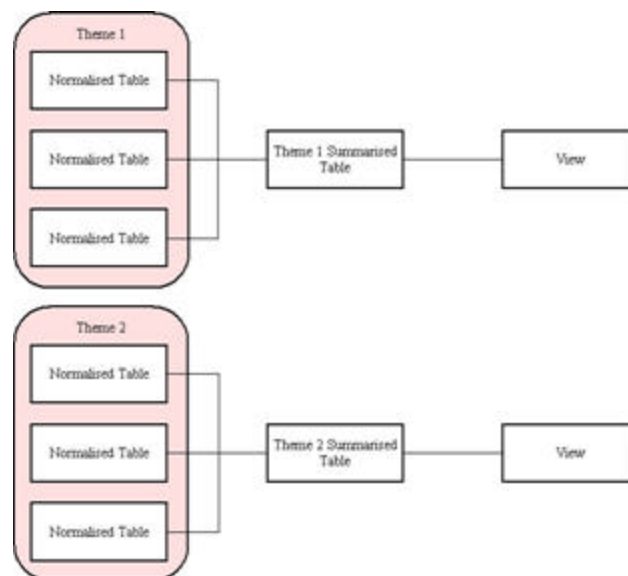 Theme 1
Normalised Table
Normalised Table
Theme 1 Summarised
Table
View
Normalised Table
Theme 2
Normalised Table
Normalised Table
Theme 2 Summarised
Table
View
Normalised Table